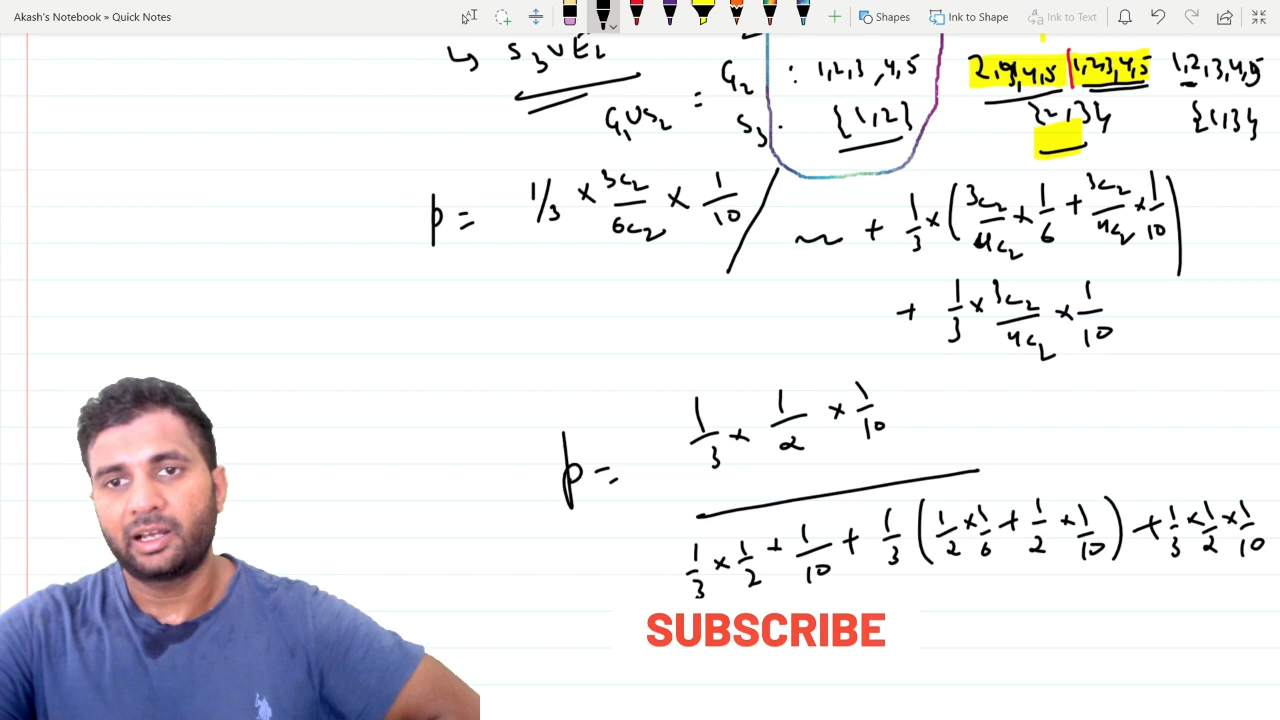 Akash's Notebook » Quick Notes
Shapes Ink to Shape Ink to Text
↳ S₃ ∪ E₂
G₂ : 1,2,3,4,5 4,5 | 1,2,3,4,5 1,2,3,4,5
G₁∪S₂ =
S₃ : {1,2} {2,3} {1,3}
p = 1/3 × 3c₂/6c₂ × 1/10 / ~ + 1/3 × (3c₂/4c₂ × 1/6 + 3c₂/4c₂ × 1/10)
+ 1/3 × 3c₂/4c₂ × 1/10
p = 1/3 × 1/2 × 1/10
1/3 × 1/2 × 1/10 + 1/3 (1/2 × 1/6 + 1/2 × 1/10) + 1/3 × 1/2 × 1/10
SUBSCRIBE